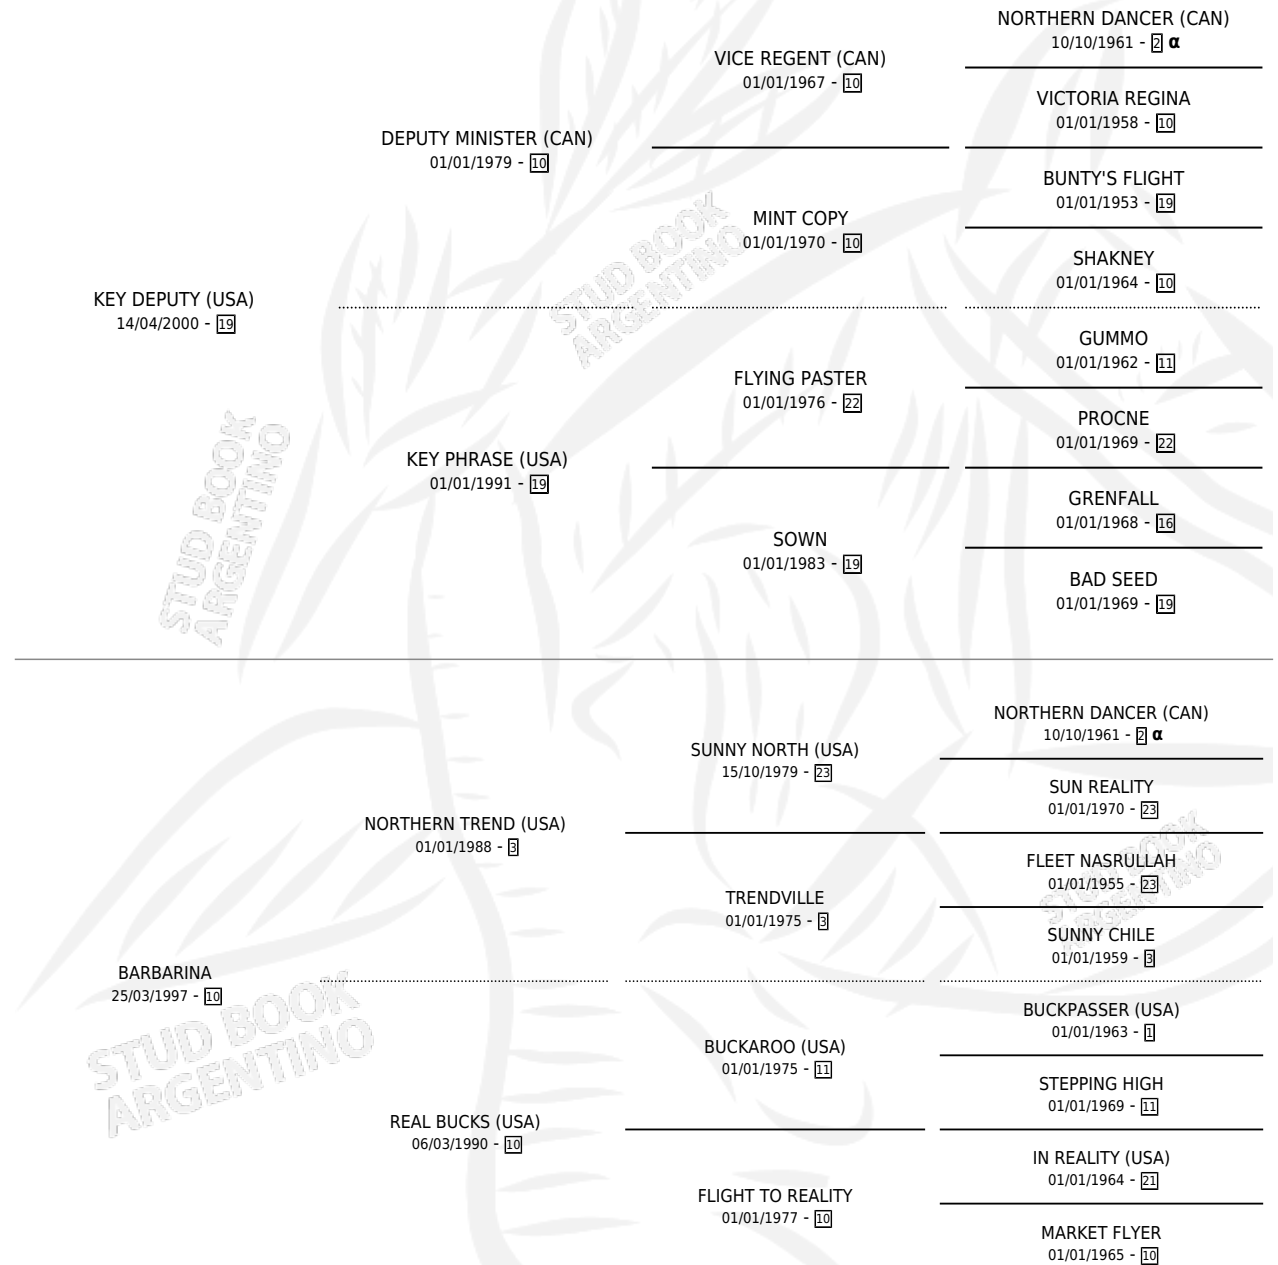 NORTHERN DANCER (CAN)
10/10/1961 - 2 α
VICE REGENT (CAN)
01/01/1967 - 10
VICTORIA REGINA
01/01/1958 - 10
DEPUTY MINISTER (CAN)
01/01/1979 - 10
BUNTY'S FLIGHT
01/01/1953 - 19
MINT COPY
01/01/1970 - 10
SHAKNEY
01/01/1964 - 10
KEY DEPUTY (USA)
14/04/2000 - 19
GUMMO
01/01/1962 - 11
FLYING PASTER
01/01/1976 - 22
PROCNE
01/01/1969 - 22
KEY PHRASE (USA)
01/01/1991 - 19
GRENFALL
01/01/1968 - 16
SOWN
01/01/1983 - 19
BAD SEED
01/01/1969 - 19
STUD BOOK
ARGENTINO
STUD BOOK
ARGENTINO
NORTHERN DANCER (CAN)
10/10/1961 - 2 α
SUNNY NORTH (USA)
15/10/1979 - 23
SUN REALITY
01/01/1970 - 23
NORTHERN TREND (USA)
01/01/1988 - 3
FLEET NASRULLAH
01/01/1955 - 23
TRENDVILLE
01/01/1975 - 3
SUNNY CHILE
01/01/1959 - 3
BARBARINA
25/03/1997 - 10
BUCKPASSER (USA)
01/01/1963 - 1
BUCKAROO (USA)
01/01/1975 - 11
STEPPING HIGH
01/01/1969 - 11
REAL BUCKS (USA)
06/03/1990 - 10
IN REALITY (USA)
01/01/1964 - 21
FLIGHT TO REALITY
01/01/1977 - 10
MARKET FLYER
01/01/1965 - 10
STUD BOOK
ARGENTINO
STUD BOOK
ARGENTINO